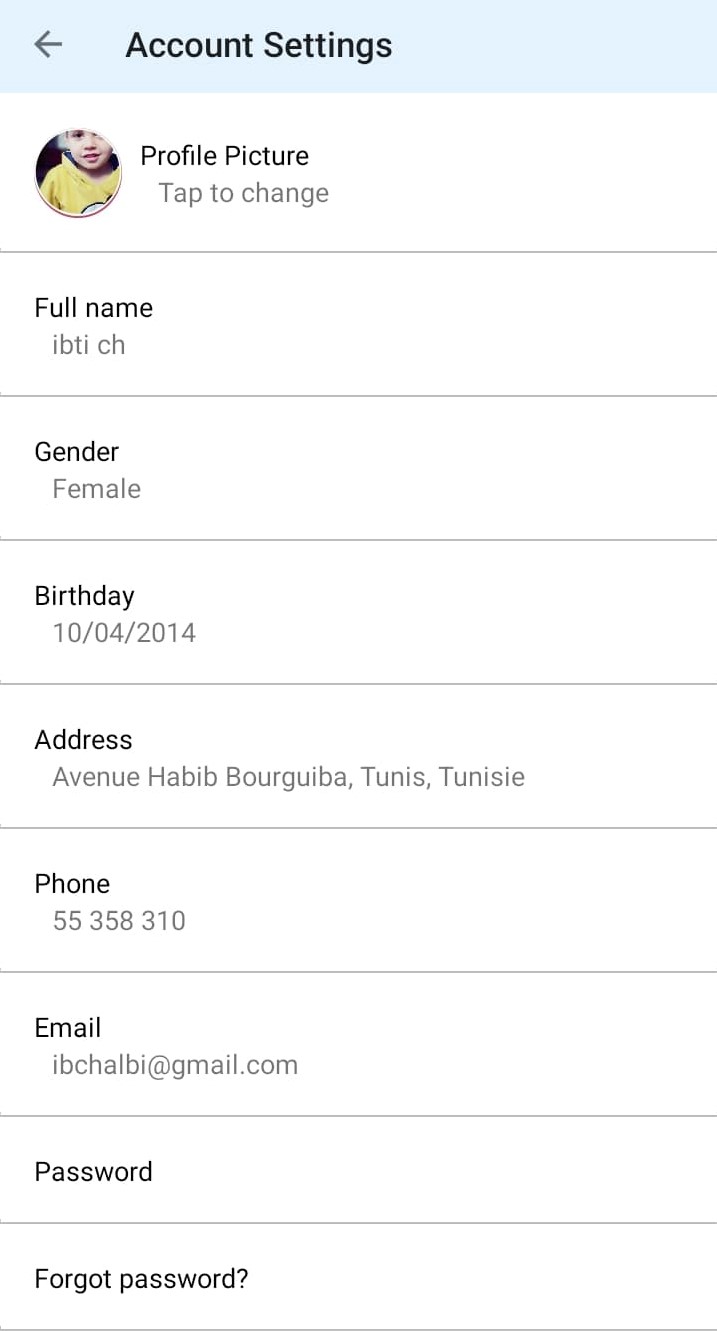 Account Settings
Profile Picture
Tap to change
Full name
ibti ch
Gender
Female
Birthday
10/04/2014
Address
Avenue Habib Bourguiba, Tunis, Tunisie
Phone
55 358 310
Email
ibchalbi@gmail.com
Password
Forgot password?